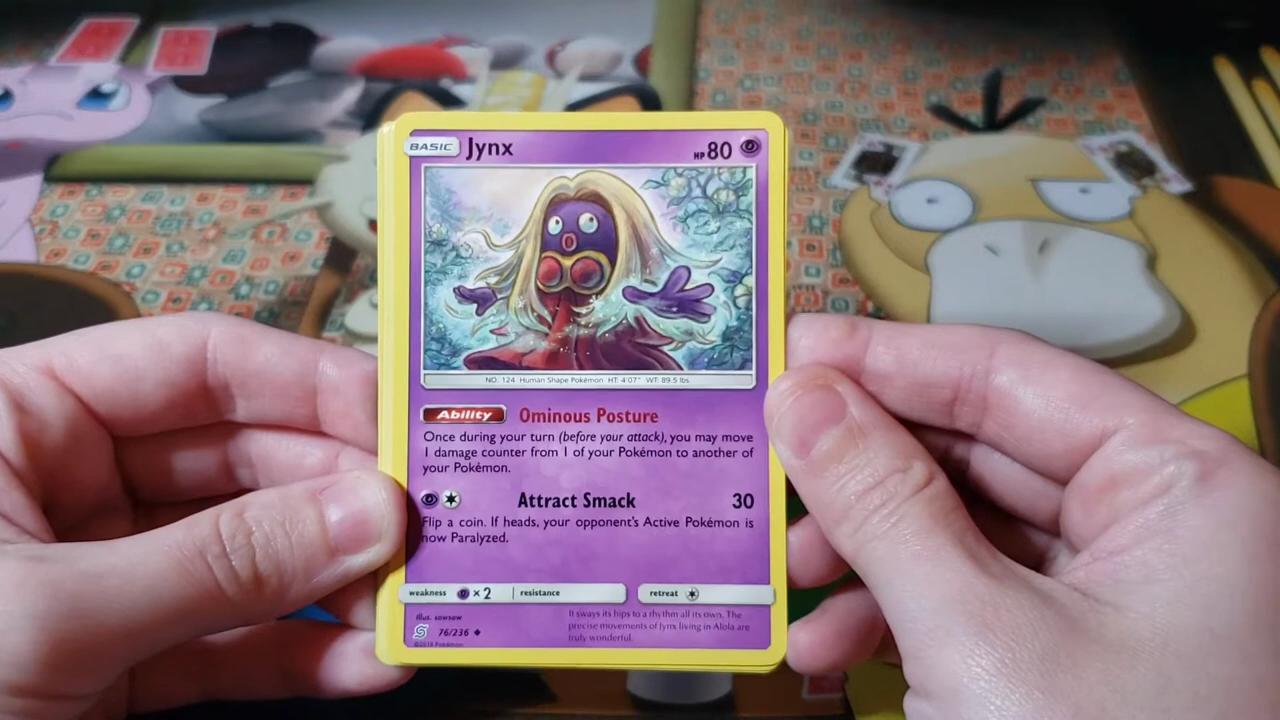 BASIC Jynx HP 80
NO. 124 Human Shape Pokémon HT: 4'07" WT: 89.5 lbs
Ability Ominous Posture
Once during your turn (before your attack), you may move
1 damage counter from 1 of your Pokémon to another of
your Pokémon.
Attract Smack 30
Flip a coin. If heads, your opponent's Active Pokémon is
now Paralyzed.
weakness ×2 resistance retreat
Illus. sowsow
76/236
©2019 Pokémon
It sways its hips to a rhythm all its own. The
precise movements of Jynx living in Alola are
truly wonderful.